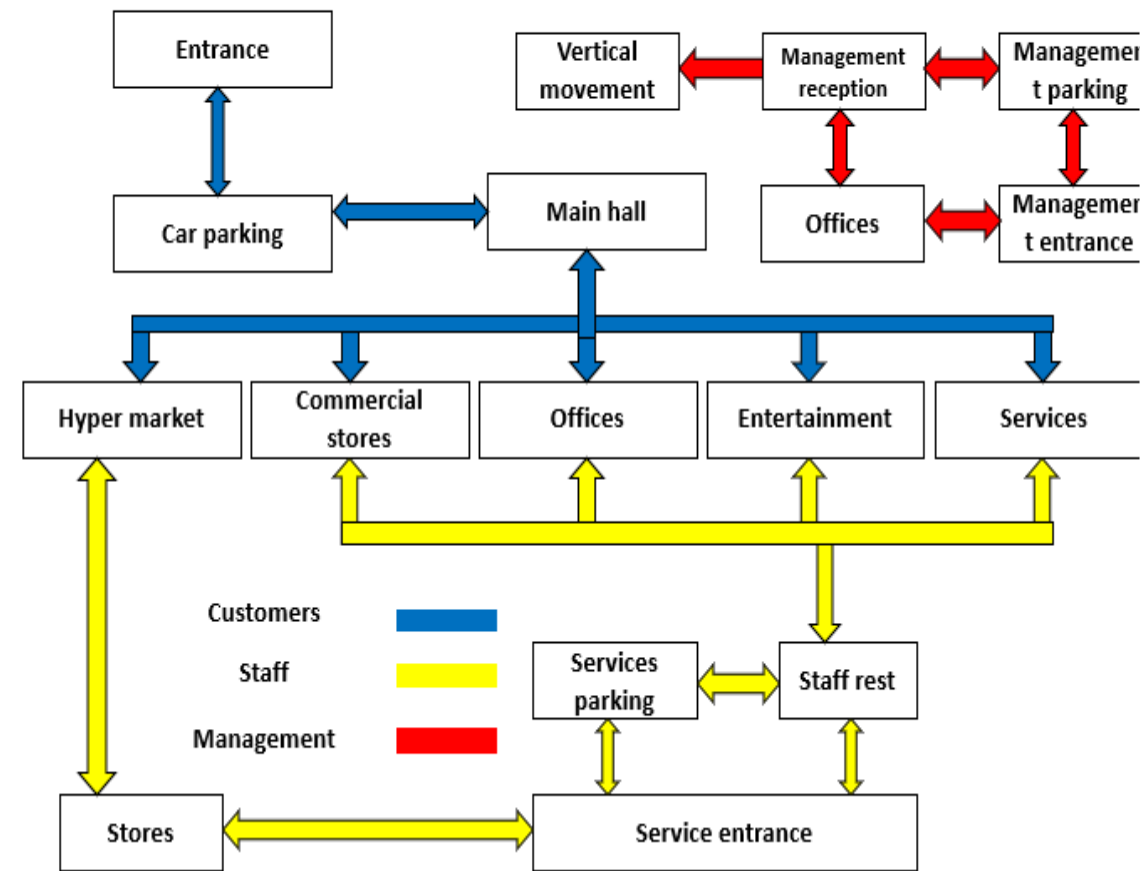 Entrance
Vertical
movement
Management
reception
Managemen
t parking
Car parking
Main hall
Offices
Managemen
t entrance
Hyper market
Commercial
stores
Offices
Entertainment
Services
Customers
Staff
Management
Services
parking
Staff rest
Stores
Service entrance